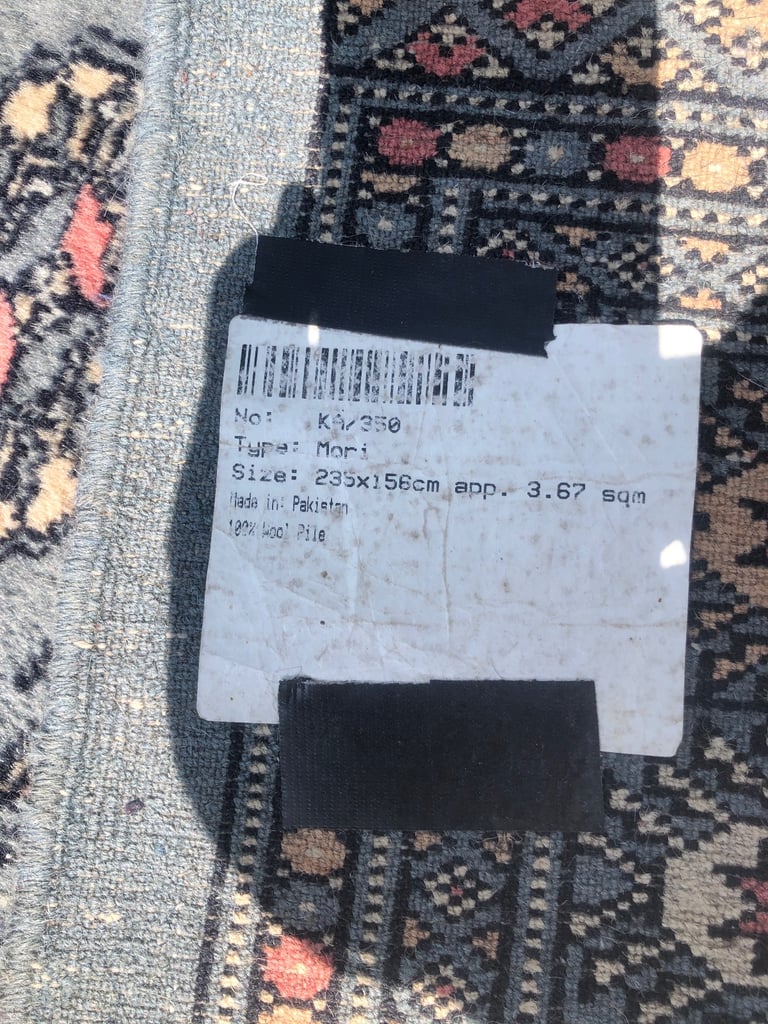 No: KA/350
Type: Mori
Size: 235x156cm app. 3.67 sqm
Made in: Pakistan
100% Wool Pile